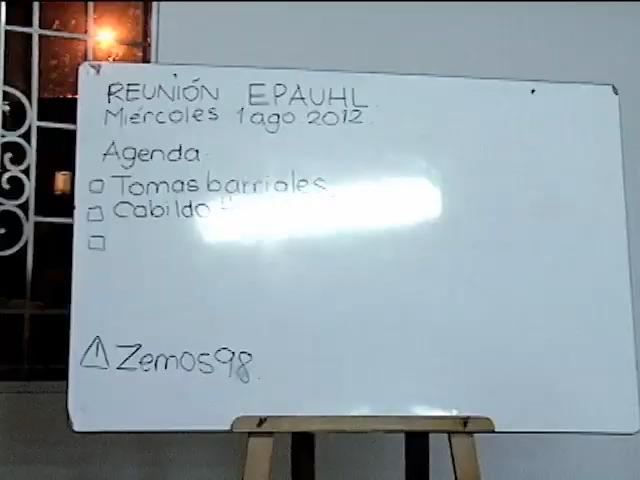 REUNIÓN EPAUHL
Miércoles 1 ago 2012
Agenda
Tomas barriales
Cabildo
Zemos98